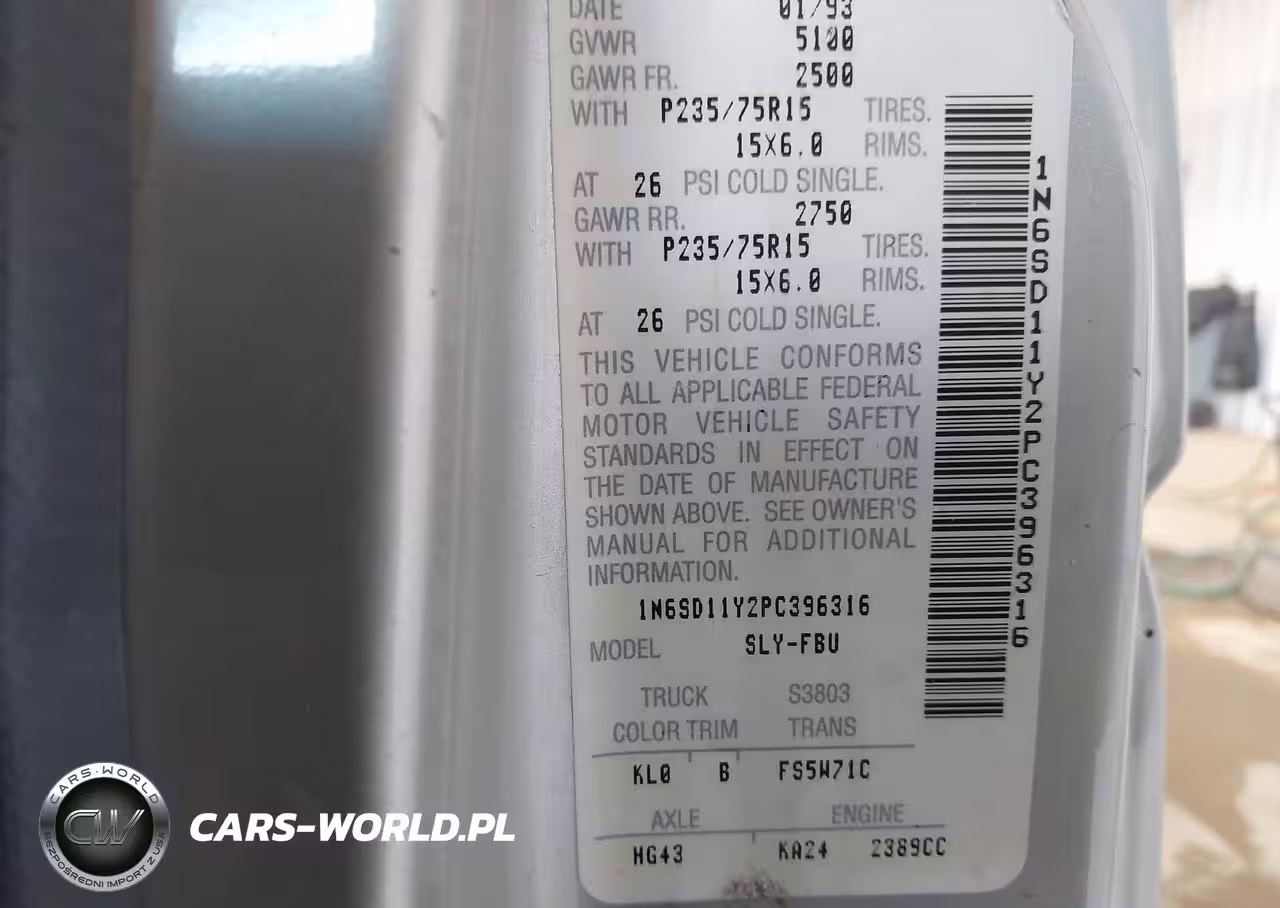 DATE 01/93
GVWR 5100
GAWR FR. 2500
WITH P235/75R15 TIRES.
15X6.0 RIMS.
AT 26 PSI COLD SINGLE.
GAWR RR. 2750
WITH P235/75R15 TIRES.
15X6.0 RIMS.
AT 26 PSI COLD SINGLE.
THIS VEHICLE CONFORMS
TO ALL APPLICABLE FEDERAL
MOTOR VEHICLE SAFETY
STANDARDS IN EFFECT ON
THE DATE OF MANUFACTURE
SHOWN ABOVE. SEE OWNER'S
MANUAL FOR ADDITIONAL
INFORMATION.
1N6SD11Y2PC396316
MODEL SLY-FBU
TRUCK S3803
COLOR TRIM TRANS
KL0 B FS5W71C
AXLE ENGINE
HG43 KA24 2389CC
1N6SD11Y2PC396316
CARS-WORLD
CW
BEZPOŚREDNI IMPORT Z USA
CARS-WORLD.PL